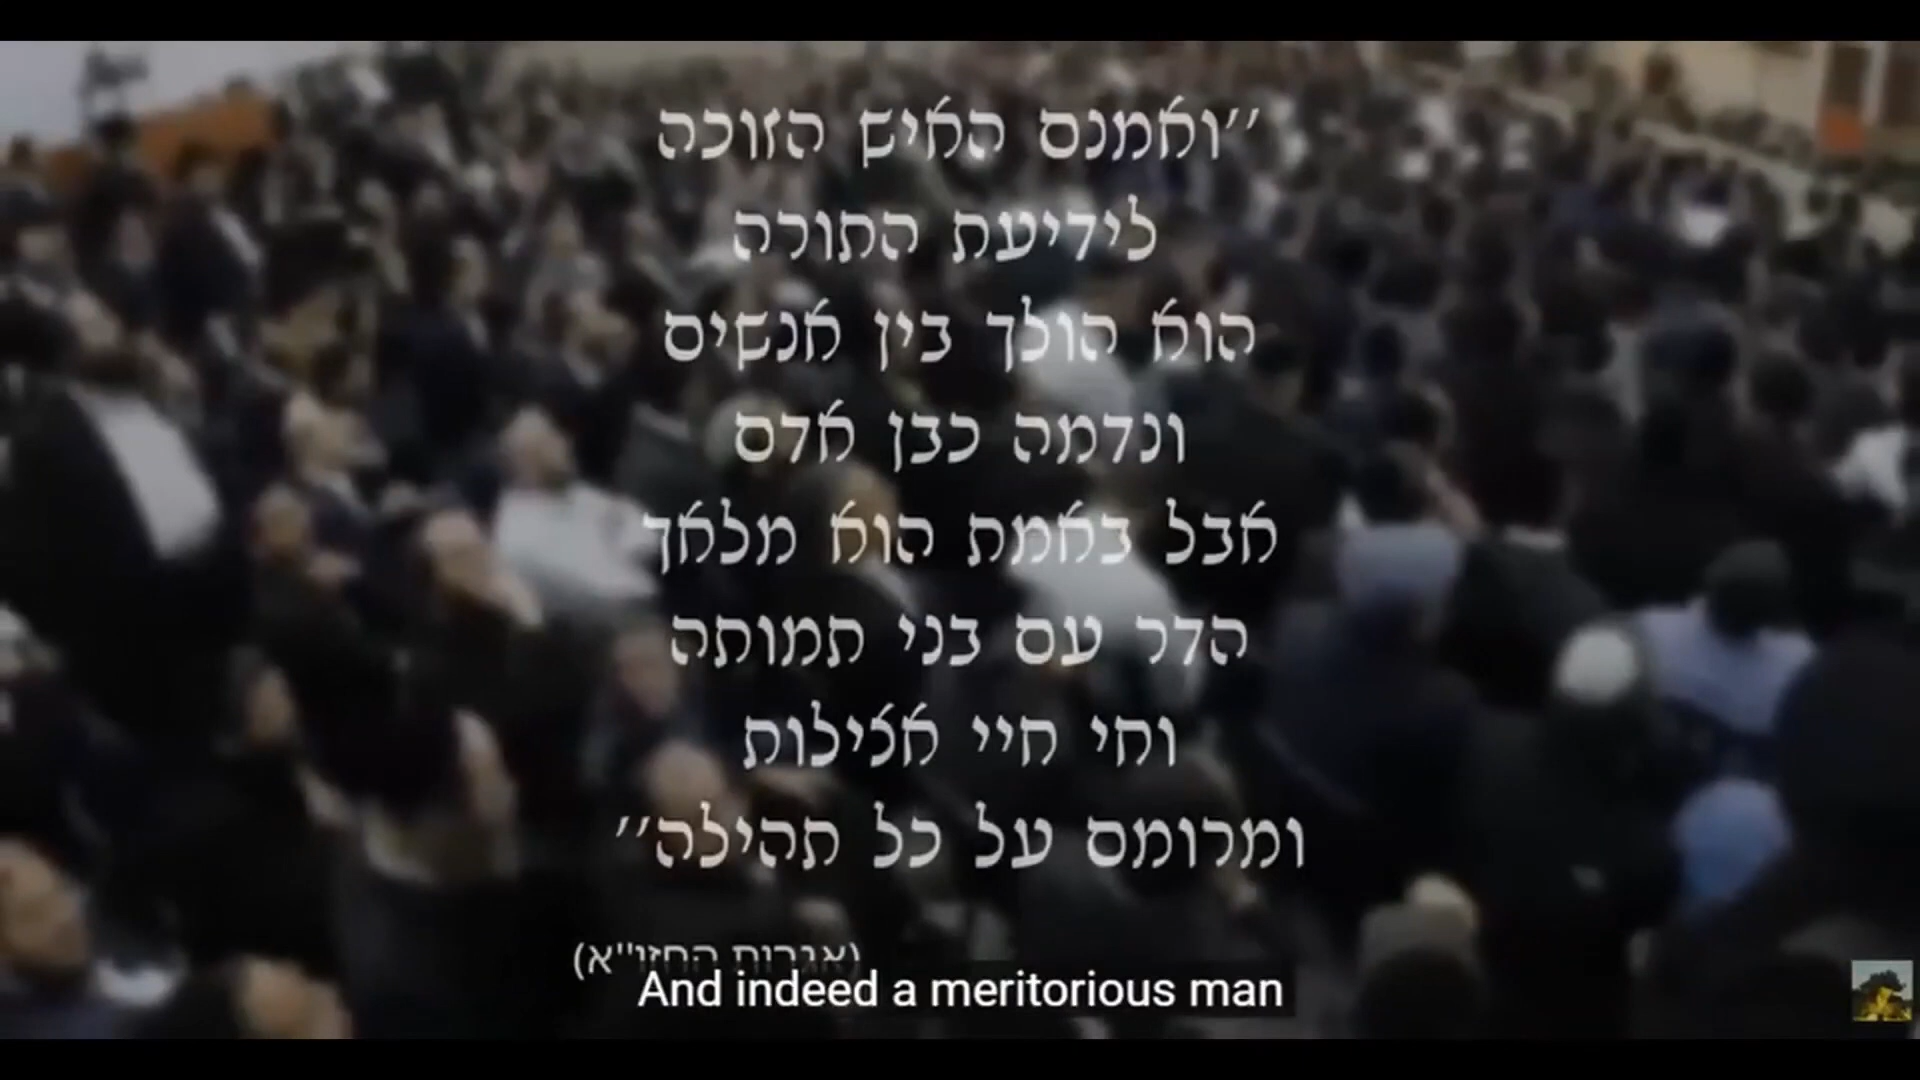 ״ואמנם האיש הזוכה
לידיעת התורה
הוא הולך בין אנשים
ונדמה כבן אדם
אבל באמת הוא מלאך
הדר עם בני תמותה
וחי חיי אצילות
ומרומם על כל תהילה״
(אגרות החזו"א)
And indeed a meritorious man